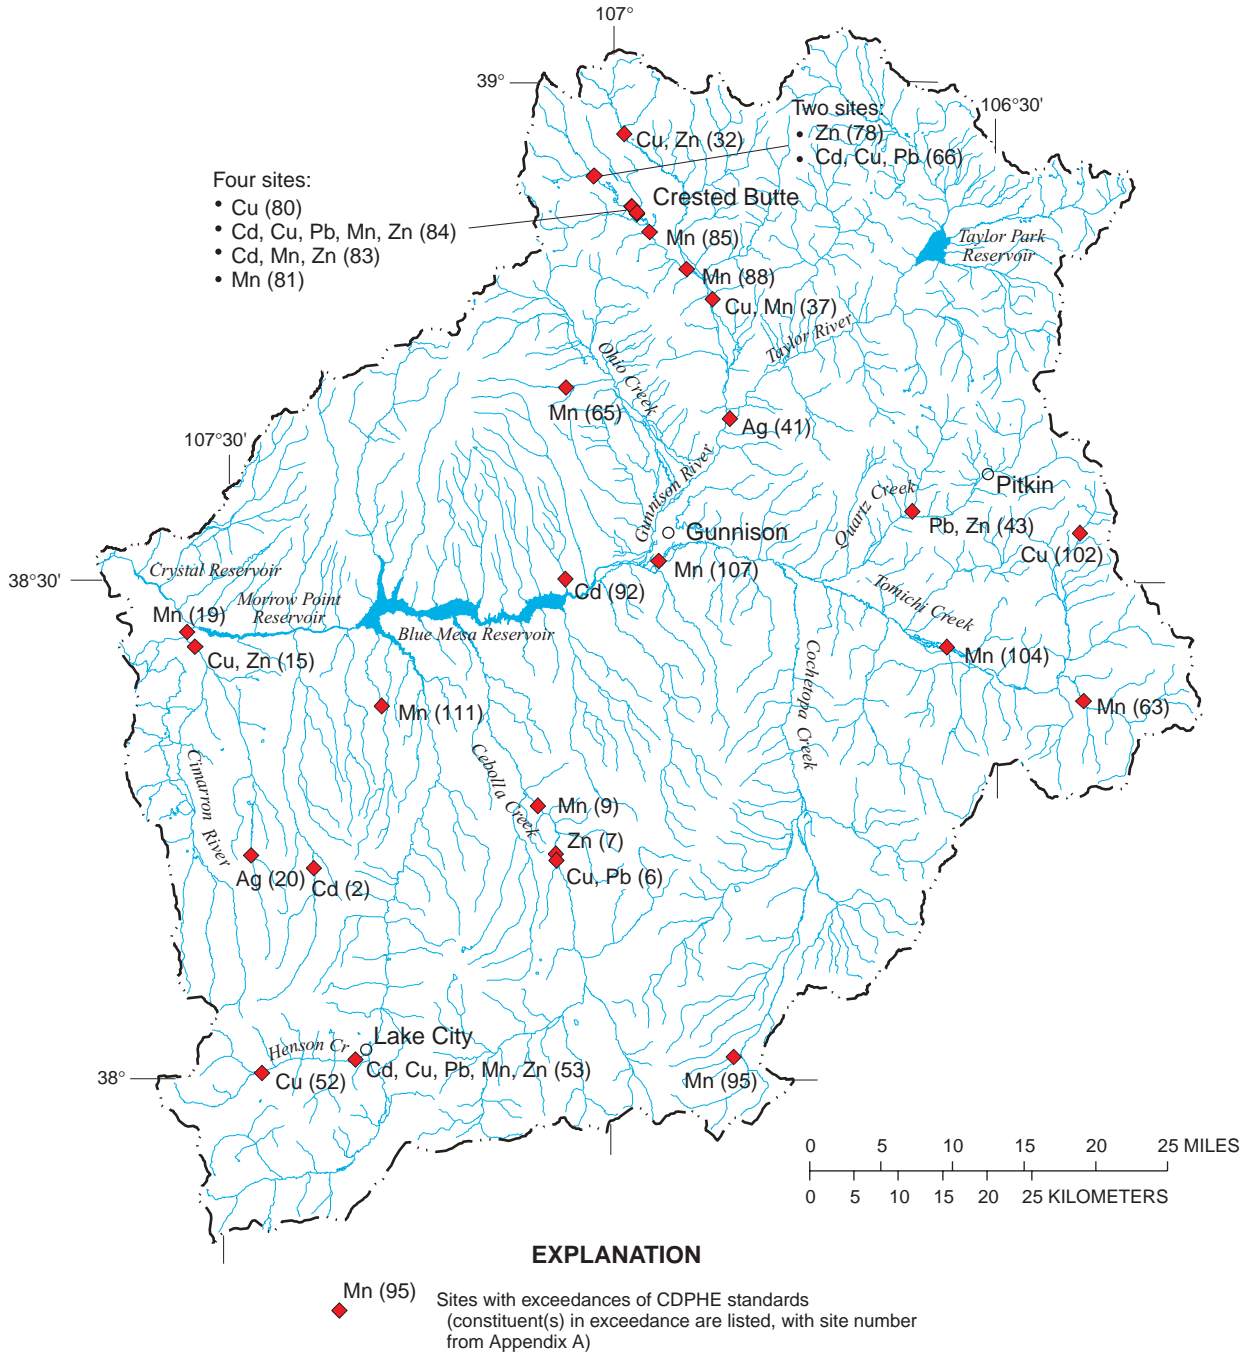 107°
39°
106°30'
Two sites:
• Zn (78)
• Cd, Cu, Pb (66)
Cu, Zn (32)
Four sites:
• Cu (80)
• Cd, Cu, Pb, Mn, Zn (84)
• Cd, Mn, Zn (83)
• Mn (81)
Crested Butte
Mn (85)
Taylor Park
Reservoir
Mn (88)
Cu, Mn (37)
Taylor River
Ohio Creek
Mn (65)
Ag (41)
107°30'
Gunnison River
Pitkin
Quartz Creek
Pb, Zn (43)
Gunnison
Cu (102)
Crystal Reservoir
38°30'
Mn (107)
Cd (92)
Tomichi Creek
Morrow Point
Reservoir
Mn (19)
Blue Mesa Reservoir
Cu, Zn (15)
Cochetopa Creek
Mn (104)
Mn (111)
Mn (63)
Cimarron River
Cebolla Creek
Mn (9)
Zn (7)
Cu, Pb (6)
Ag (20)
Cd (2)
Lake City
Henson Cr
Cd, Cu, Pb, Mn, Zn (53)
38°
Cu (52)
Mn (95)
0 5 10 15 20 25 MILES
0 5 10 15 20 25 KILOMETERS
EXPLANATION
Mn (95)
Sites with exceedances of CDPHE standards
(constituent(s) in exceedance are listed, with site number
from Appendix A)